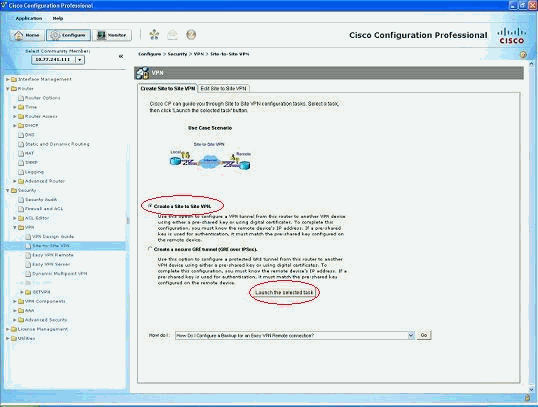 Cisco Configuration Professional
Application Help
Home Configure Monitor
Cisco Configuration Professional
CISCO
Select Community Member:
10.77.241.111
«
Configure > Security > VPN > Site-to-Site VPN
VPN
Interface Management
Router
Router Options
Time
Router Access
DHCP
DNS
Static and Dynamic Routing
NAT
SNMP
Logging
Advanced Router
Security
Security Audit
Firewall and ACL
ACL Editor
VPN
VPN Design Guide
Site-to-Site VPN
Easy VPN Remote
Easy VPN Server
Dynamic Multipoint VPN
GETVPN
VPN Components
AAA
Advanced Security
License Management
Utilities
Create Site to Site VPN Edit Site to Site VPN
Cisco CP can guide you through Site to Site VPN configuration tasks. Select a task,
then click 'Launch the selected task' button.
Use Case Scenario
Site-to-Site VPN
Local
Internet
Remote
Create a Site to Site VPN.
Use this option to configure a VPN tunnel from this router to another VPN device
using either a pre-shared key or using digital certificates. To complete this
configuration, you must know the remote device's IP address. If a pre-shared
key is used for authentication, it must match the pre-shared key configured on
the remote device.
Create a secure GRE tunnel (GRE over IPSec).
Use this option to configure a protected GRE tunnel from this router to another
VPN device using either a pre-shared key or using digital certificates. To
complete this configuration, you must know the remote device's IP address. If a
pre-shared key is used for authentication, it must match the pre-shared key
configured on the remote device.
Launch the selected task
How do I: How Do I Configure a Backup for an Easy VPN Remote connection? Go